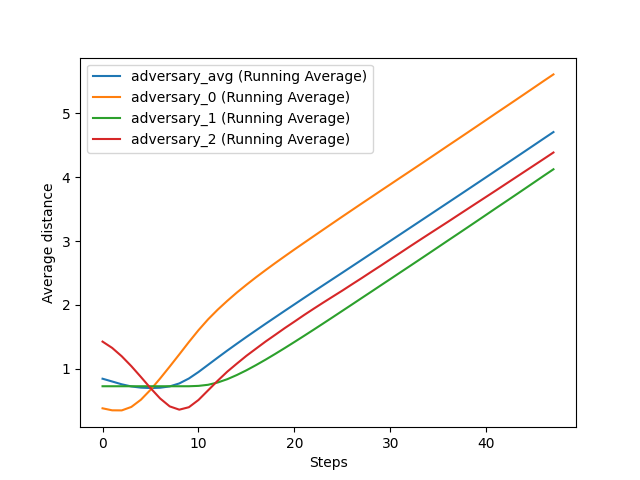 adversary_avg (Running Average)
adversary_0 (Running Average)
adversary_1 (Running Average)
adversary_2 (Running Average)
5
4
3
2
1
Average distance
0 10 20 30 40
Steps